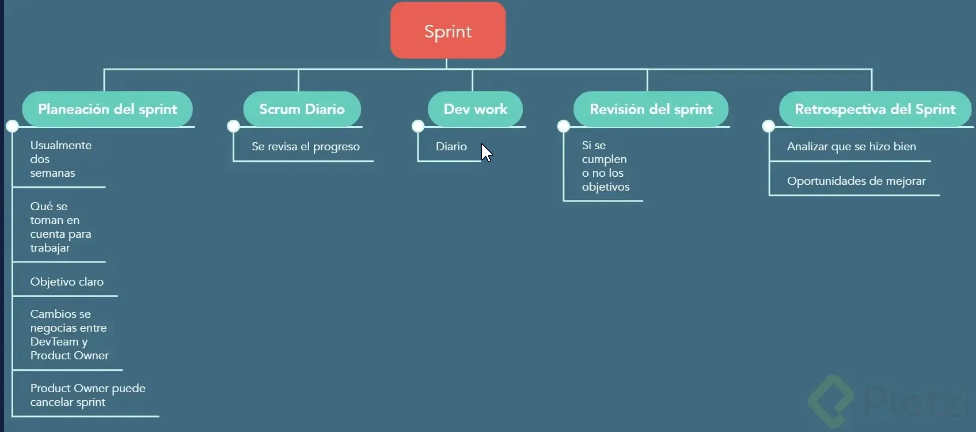 Sprint
Planeación del sprint
Usualmente
dos
semanas
Qué se
toman en
cuenta para
trabajar
Objetivo claro
Cambios se
negocias entre
DevTeam y
Product Owner
Product Owner puede
cancelar sprint
Scrum Diario
Se revisa el progreso
Dev work
Diario
Revisión del sprint
Si se
cumplen
o no los
objetivos
Retrospectiva del Sprint
Analizar que se hizo bien
Oportunidades de mejorar
Platzi